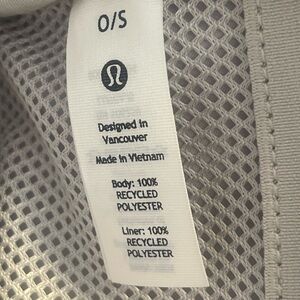 O/S
Designed in
Vancouver
Made in Vietnam
Body: 100%
RECYCLED
POLYESTER
Liner: 100%
RECYCLED
POLYESTER